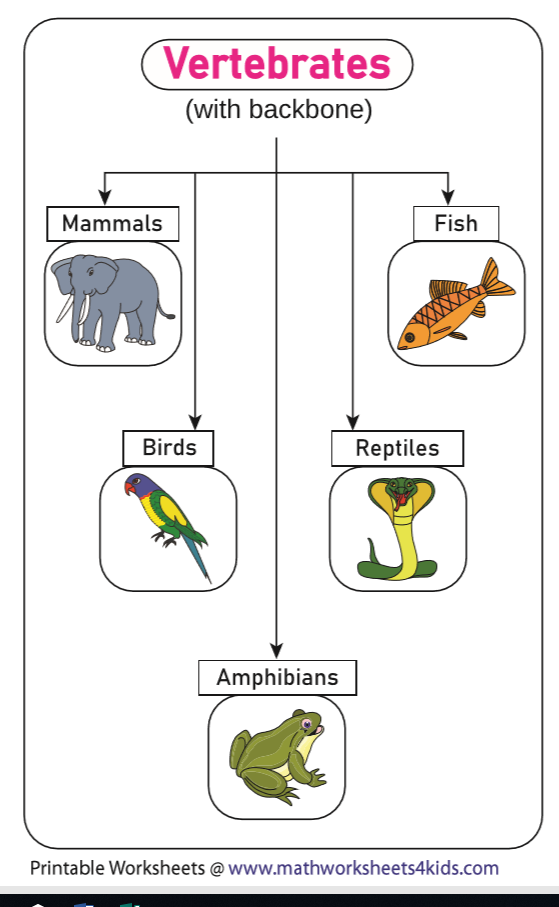 Vertebrates
(with backbone)
Mammals
Fish
Birds
Reptiles
Amphibians
Printable Worksheets @ www.mathworksheets4kids.com